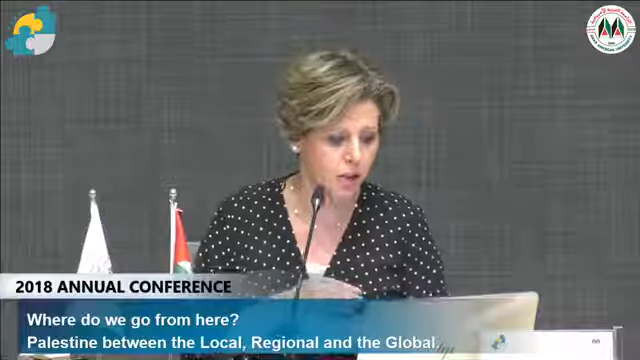 2018 ANNUAL CONFERENCE
Where do we go from here?
Palestine between the Local, Regional and the Global